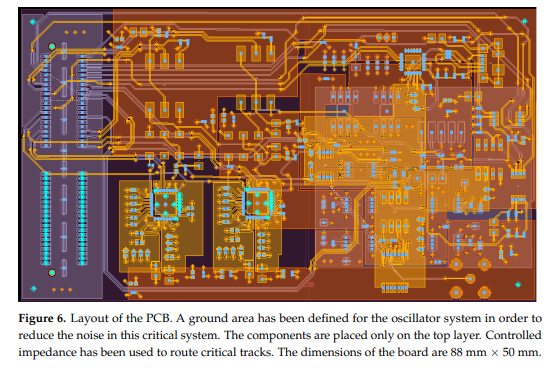 Figure 6. Layout of the PCB. A ground area has been defined for the oscillator system in order to
reduce the noise in this critical system. The components are placed only on the top layer. Controlled
impedance has been used to route critical tracks. The dimensions of the board are 88 mm × 50 mm.